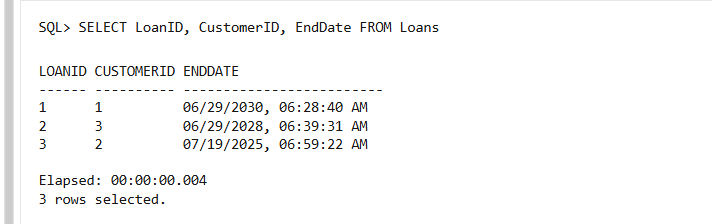 SQL> SELECT LoanID, CustomerID, EndDate FROM Loans
LOANID CUSTOMERID ENDDATE
------ ---------- -------------------------
1      1          06/29/2030, 06:28:40 AM
2      3          06/29/2028, 06:39:31 AM
3      2          07/19/2025, 06:59:22 AM
Elapsed: 00:00:00.004
3 rows selected.